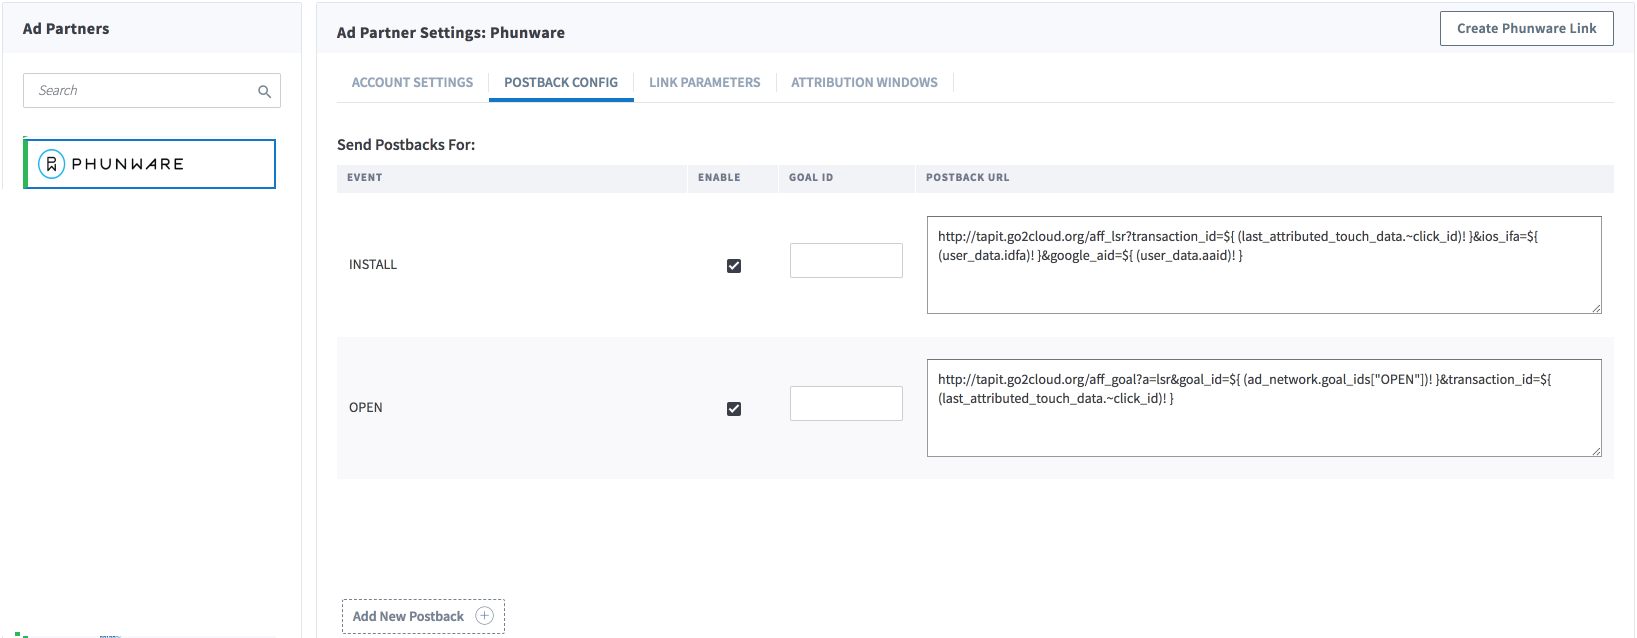 Ad Partners
Search
PHUNWARE
Ad Partner Settings: Phunware
Create Phunware Link
ACCOUNT SETTINGS
POSTBACK CONFIG
LINK PARAMETERS
ATTRIBUTION WINDOWS
Send Postbacks For:
EVENT ENABLE GOAL ID POSTBACK URL
INSTALL
http://tapit.go2cloud.org/aff_lsr?transaction_id=${ (last_attributed_touch_data.~click_id)! }&ios_ifa=${
(user_data.idfa)! }&google_aid=${ (user_data.aaid)! }
OPEN
http://tapit.go2cloud.org/aff_goal?a=lsr&goal_id=${ (ad_network.goal_ids["OPEN"])! }&transaction_id=${
(last_attributed_touch_data.~click_id)! }
Add New Postback